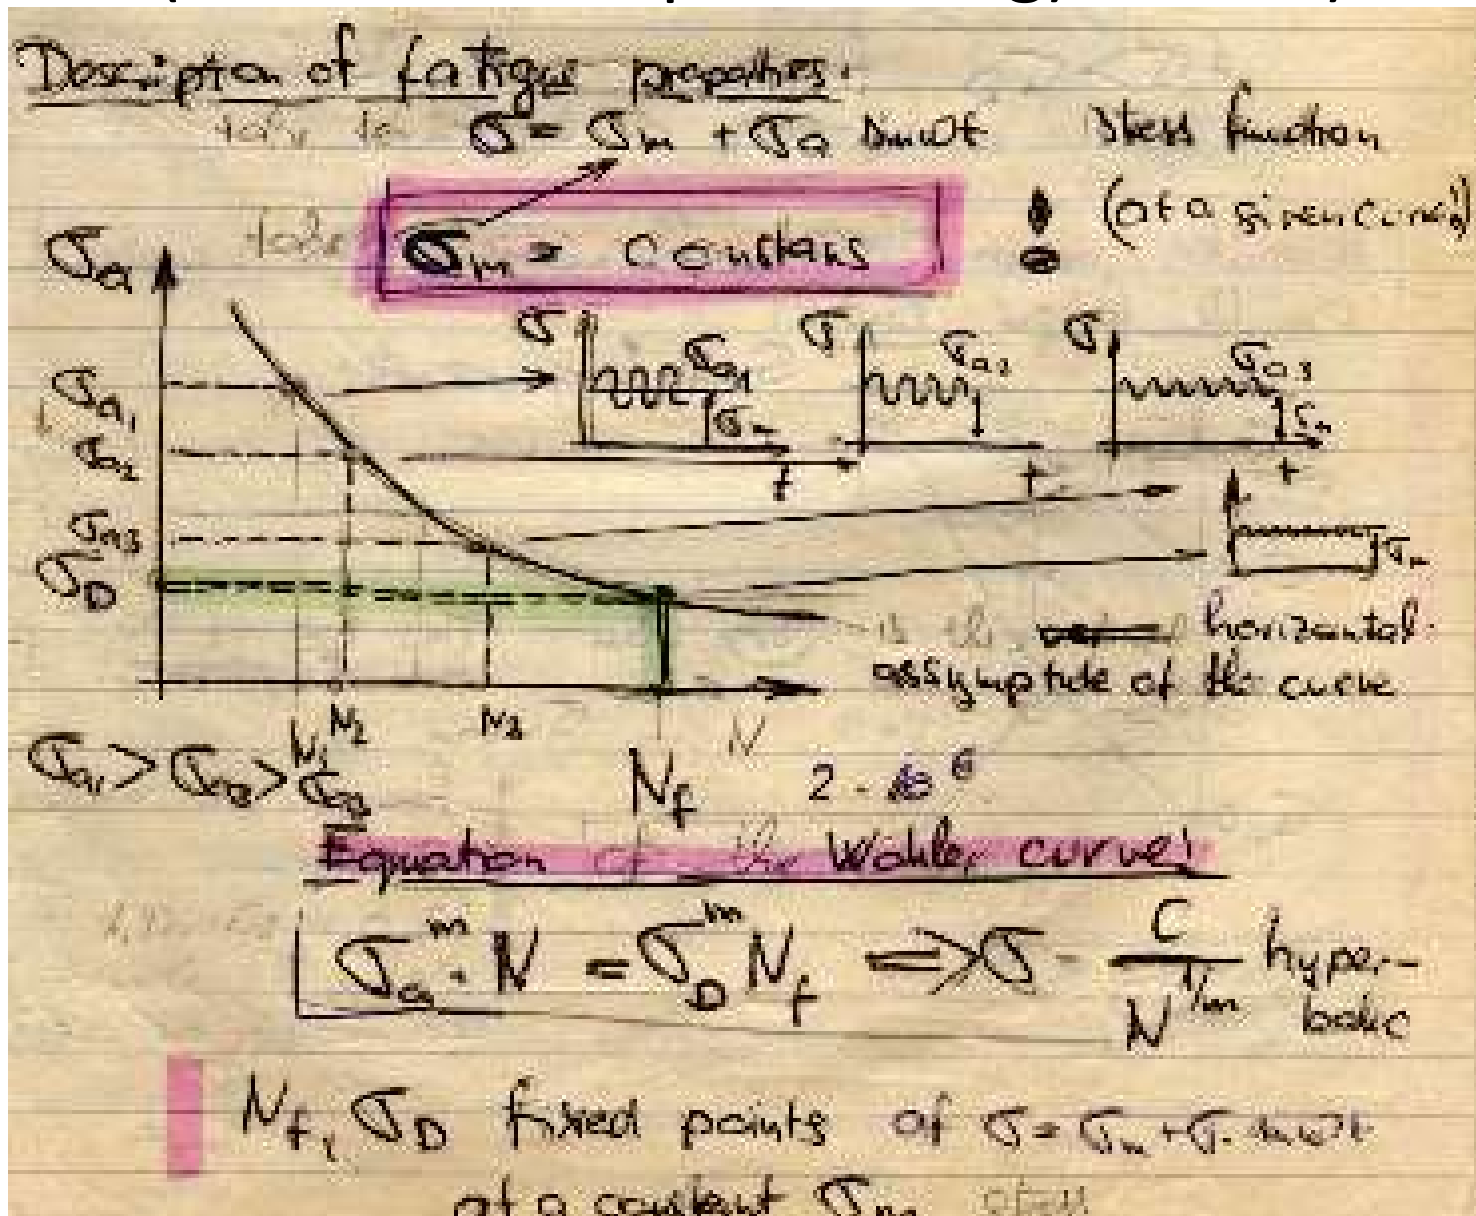 Description of fatigue properties.
σ = σm + σa sinωt stress function
(at a given curve!)
σm = constans !
σa
σ σa1 σm t
σ σa2 t
σ σa3 σm t
σa1
σa2
σa3
σD
σm
horizontal
assymptote of the curve
N1 N2 N3 Nf N
σa1 > σa2 > σa3
2 · 10^6
Equation of the Wöhler curve!
σa^m · N = σD^m Nf ⟹ σ = C / N^1/m hyper-
bolic
Nf, σD fixed points of σ = σm + σ · sinωt
at a constant σm